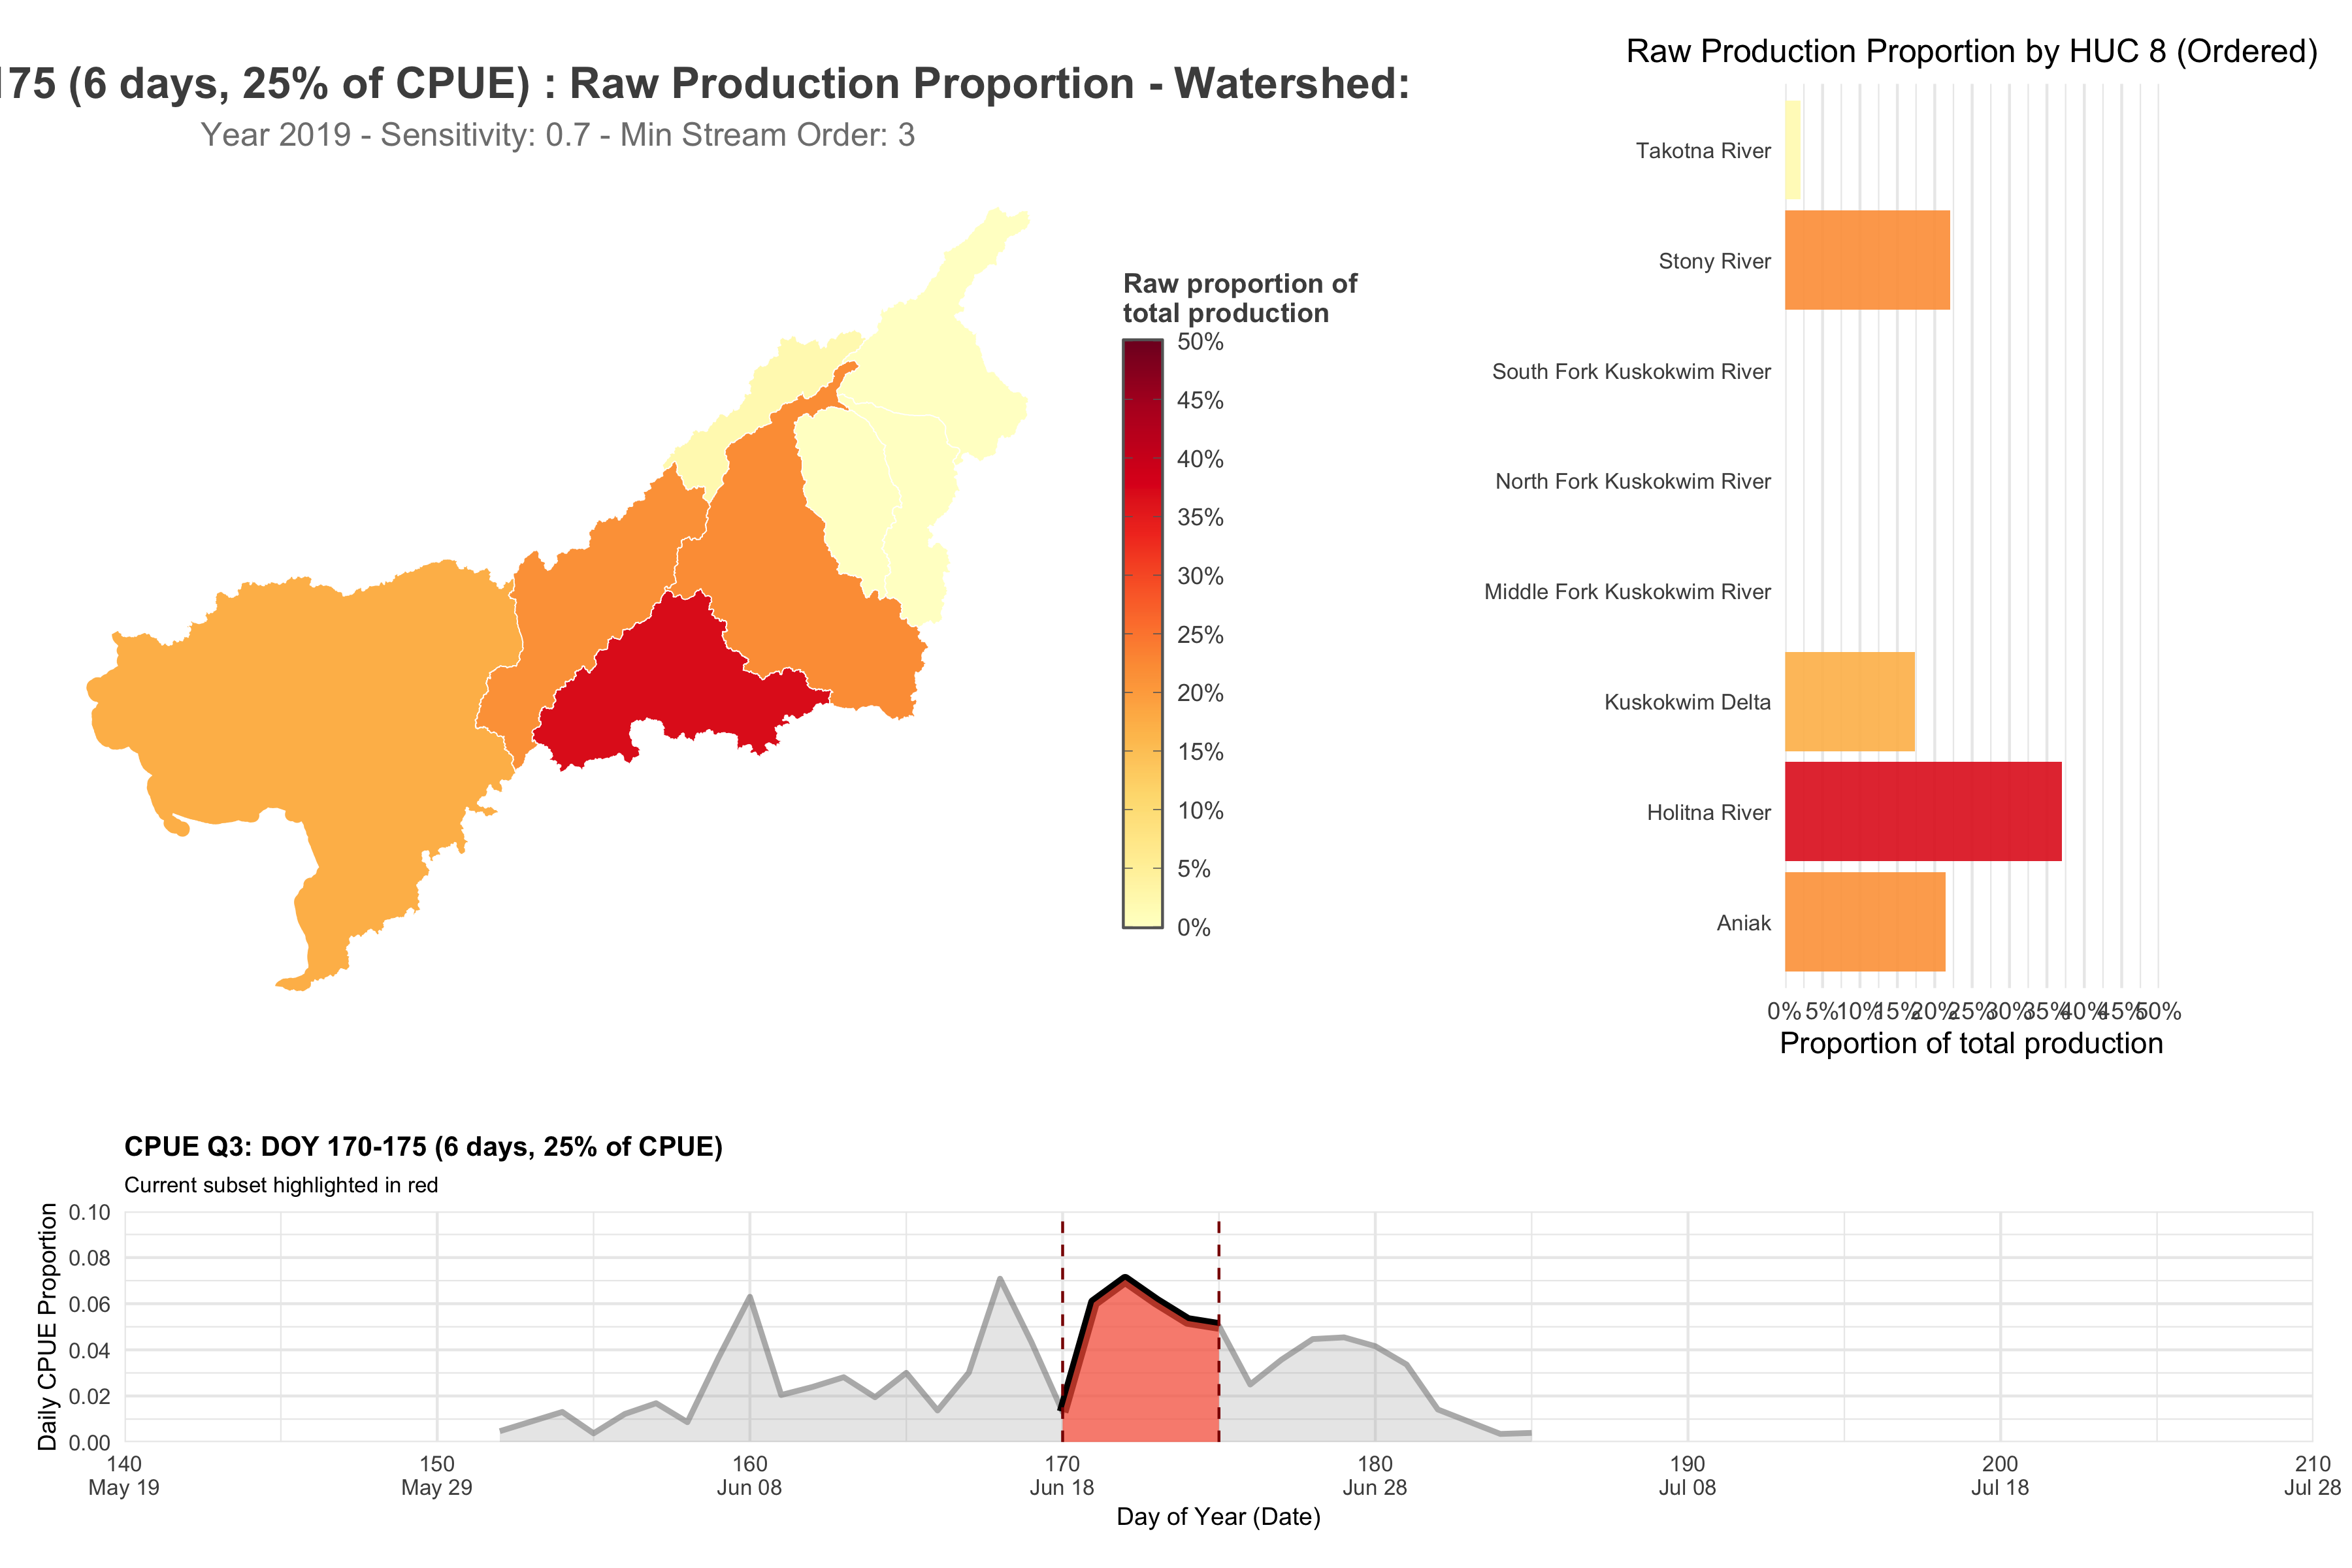 175 (6 days, 25% of CPUE) : Raw Production Proportion - Watershed:
Year 2019 - Sensitivity: 0.7 - Min Stream Order: 3
Raw proportion of
total production
50%
45%
40%
35%
30%
25%
20%
15%
10%
5%
0%
Raw Production Proportion by HUC 8 (Ordered)
Takotna River
Stony River
South Fork Kuskokwim River
North Fork Kuskokwim River
Middle Fork Kuskokwim River
Kuskokwim Delta
Holitna River
Aniak
0% 5% 10% 15% 20% 25% 30% 35% 40% 45% 50%
Proportion of total production
CPUE Q3: DOY 170-175 (6 days, 25% of CPUE)
Current subset highlighted in red
Daily CPUE Proportion
0.10
0.08
0.06
0.04
0.02
0.00
140 150 160 170 180 190 200 210
May 19 May 29 Jun 08 Jun 18 Jun 28 Jul 08 Jul 18 Jul 28
Day of Year (Date)